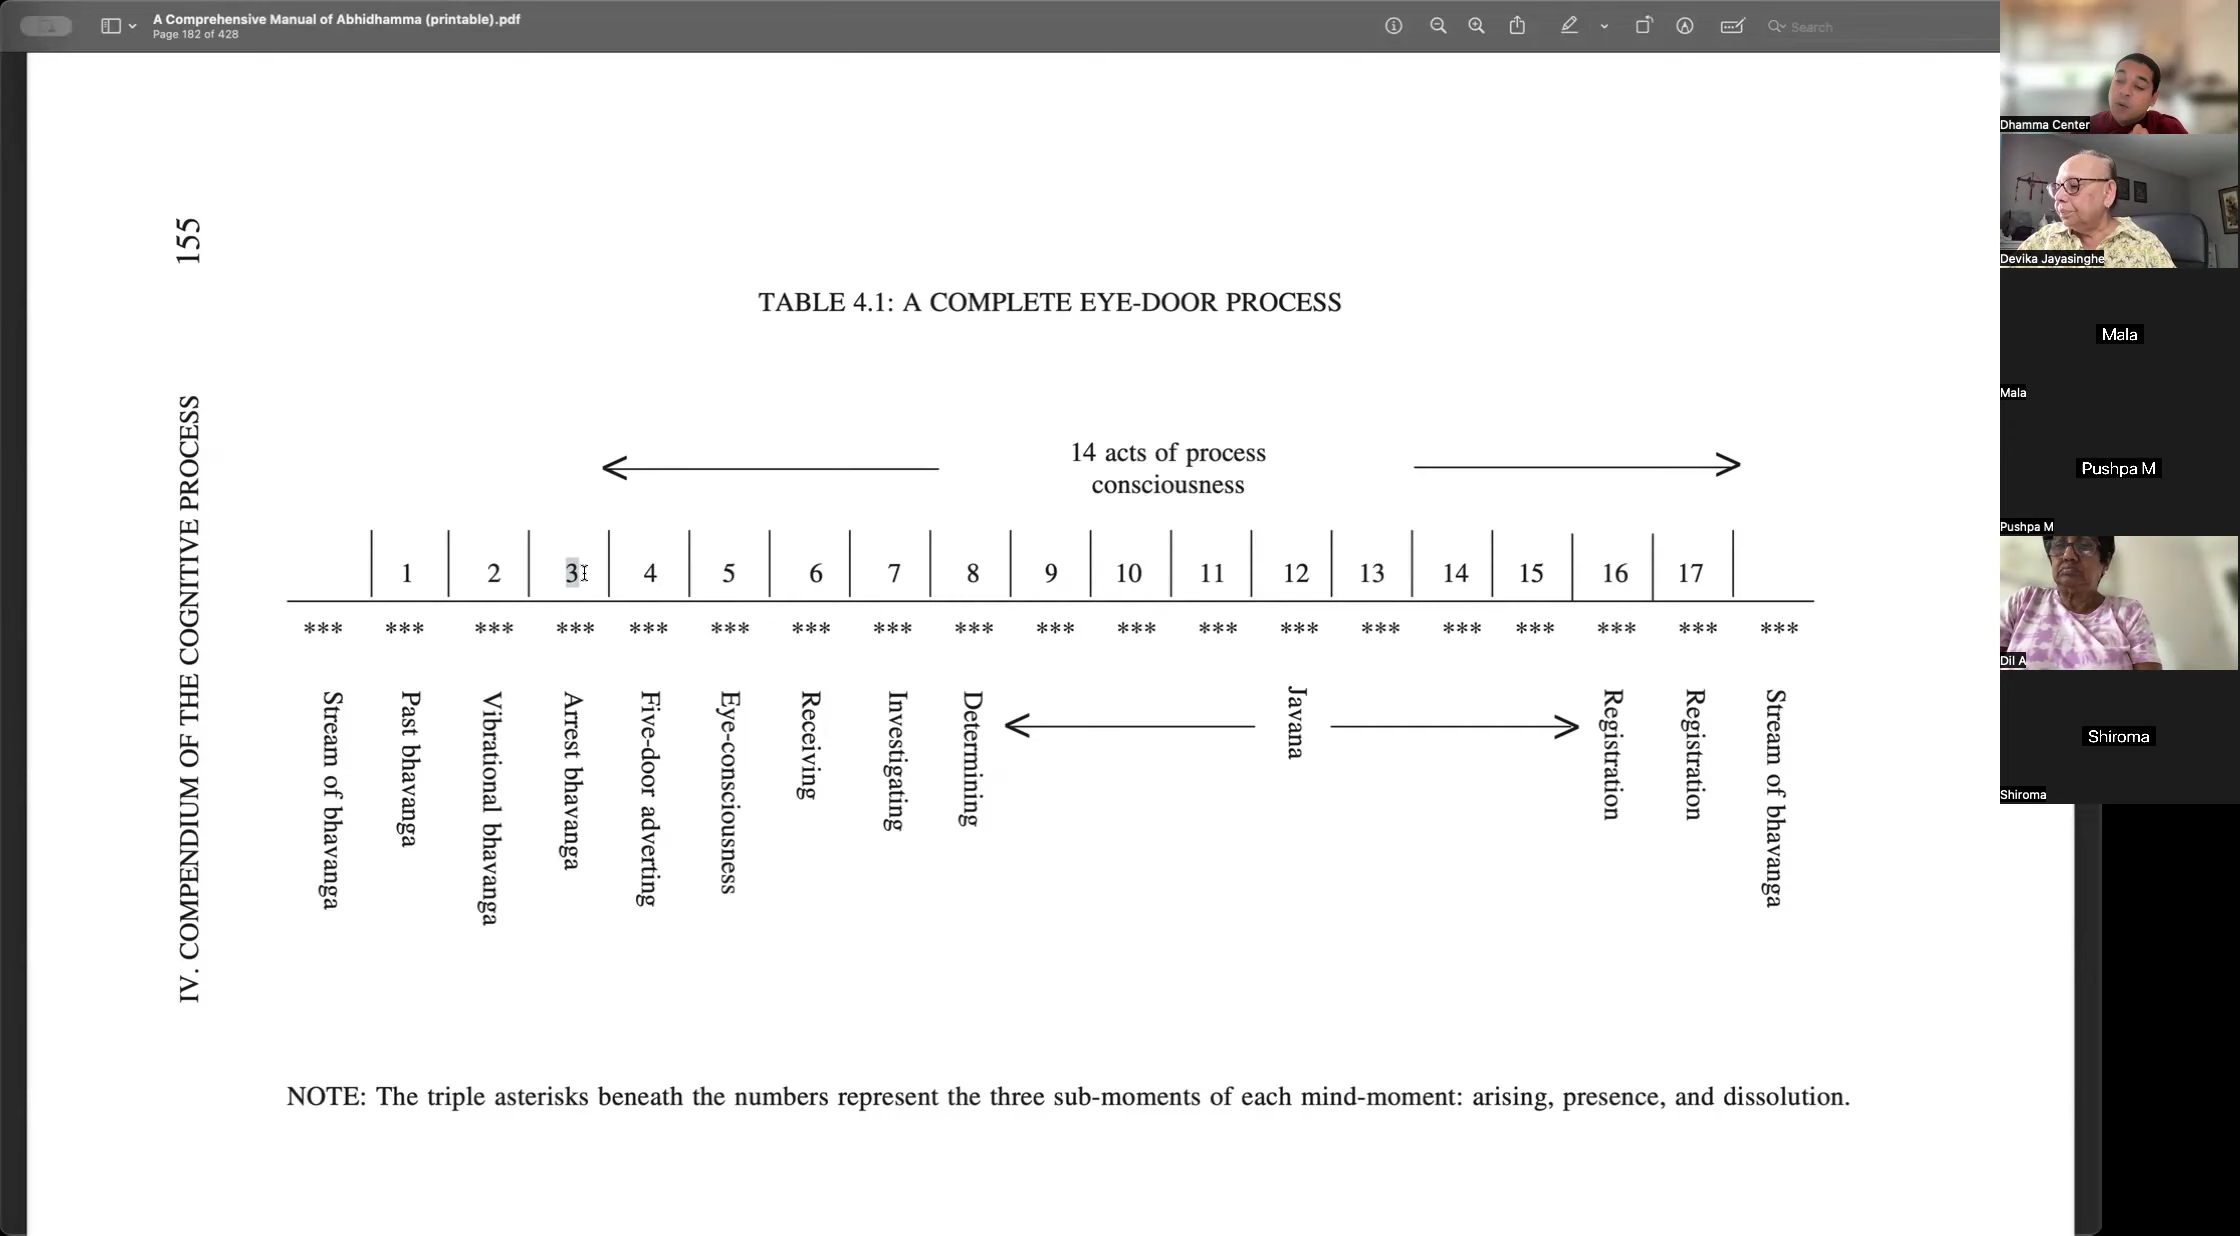 A Comprehensive Manual of Abhidhamma (printable).pdf
Page 182 of 428
Search
155
IV. COMPENDIUM OF THE COGNITIVE PROCESS
TABLE 4.1: A COMPLETE EYE-DOOR PROCESS
14 acts of process
consciousness
1 2 3 4 5 6 7 8 9 10 11 12 13 14 15 16 17
*** *** *** *** *** *** *** *** *** *** *** *** *** *** *** *** *** *** ***
Stream of bhavanga
Past bhavanga
Vibrational bhavanga
Arrest bhavanga
Five-door adverting
Eye-consciousness
Receiving
Investigating
Determining
Javana
Registration
Registration
Stream of bhavanga
NOTE: The triple asterisks beneath the numbers represent the three sub-moments of each mind-moment: arising, presence, and dissolution.
Dhamma Center
Devika Jayasinghe
Mala
Mala
Pushpa M
Pushpa M
Dil A
Shiroma
Shiroma